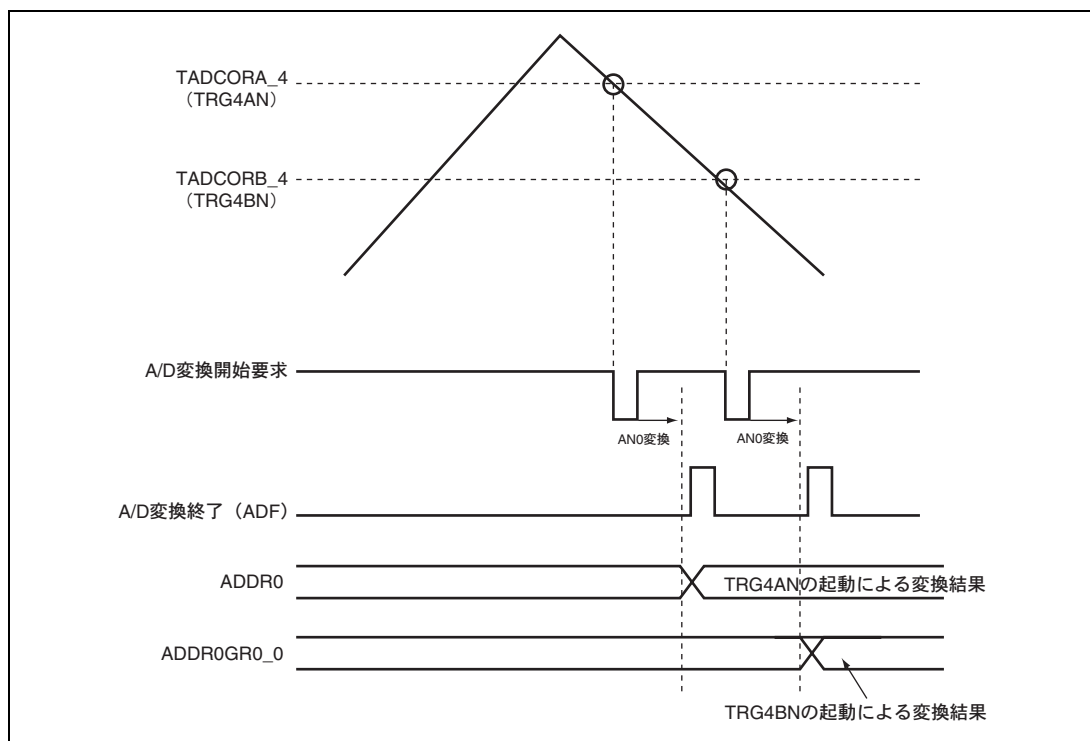 TADCORA_4
（TRG4AN）
TADCORB_4
（TRG4BN）
A/D変換開始要求
AN0変換
AN0変換
A/D変換終了（ADF）
ADDR0
TRG4ANの起動による変換結果
ADDR0GR0_0
TRG4BNの起動による変換結果